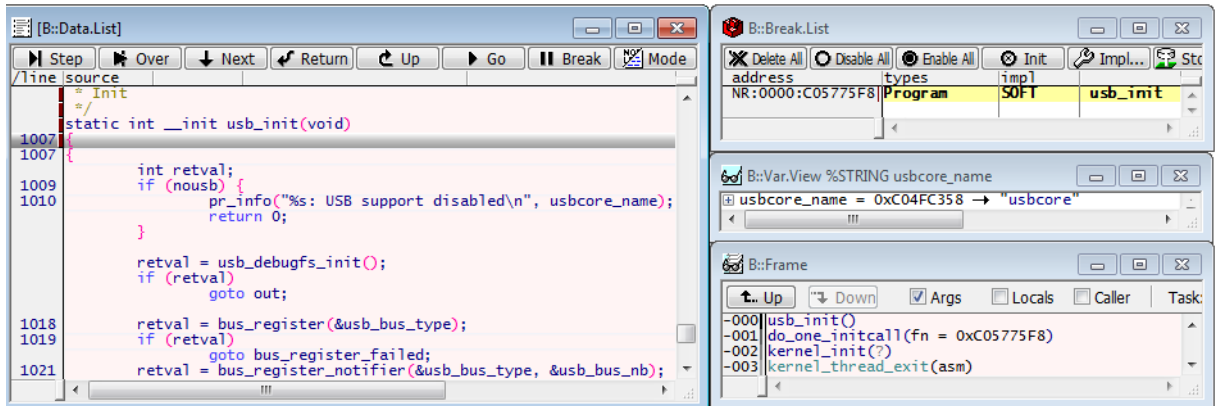 [B::Data.List]
Step Over Next Return Up Go Break Mode
/line source
* Init
*/
static int __init usb_init(void)
1007 {
1007 {
int retval;
1009 if (nousb) {
1010 pr_info("%s: USB support disabled\n", usbcore_name);
return 0;
}
retval = usb_debugfs_init();
if (retval)
goto out;
1018 retval = bus_register(&usb_bus_type);
1019 if (retval)
goto bus_register_failed;
1021 retval = bus_register_notifier(&usb_bus_type, &usb_bus_nb);
B::Break.List
Delete All Disable All Enable All Init Impl... Stc
address types impl
NR:0000:C05775F8 Program SOFT usb_init
B::Var.View %STRING usbcore_name
usbcore_name = 0xC04FC358 → "usbcore"
B::Frame
Up Down Args Locals Caller Task:
-000 usb_init()
-001 do_one_initcall(fn = 0xC05775F8)
-002 kernel_init(?)
-003 kernel_thread_exit(asm)